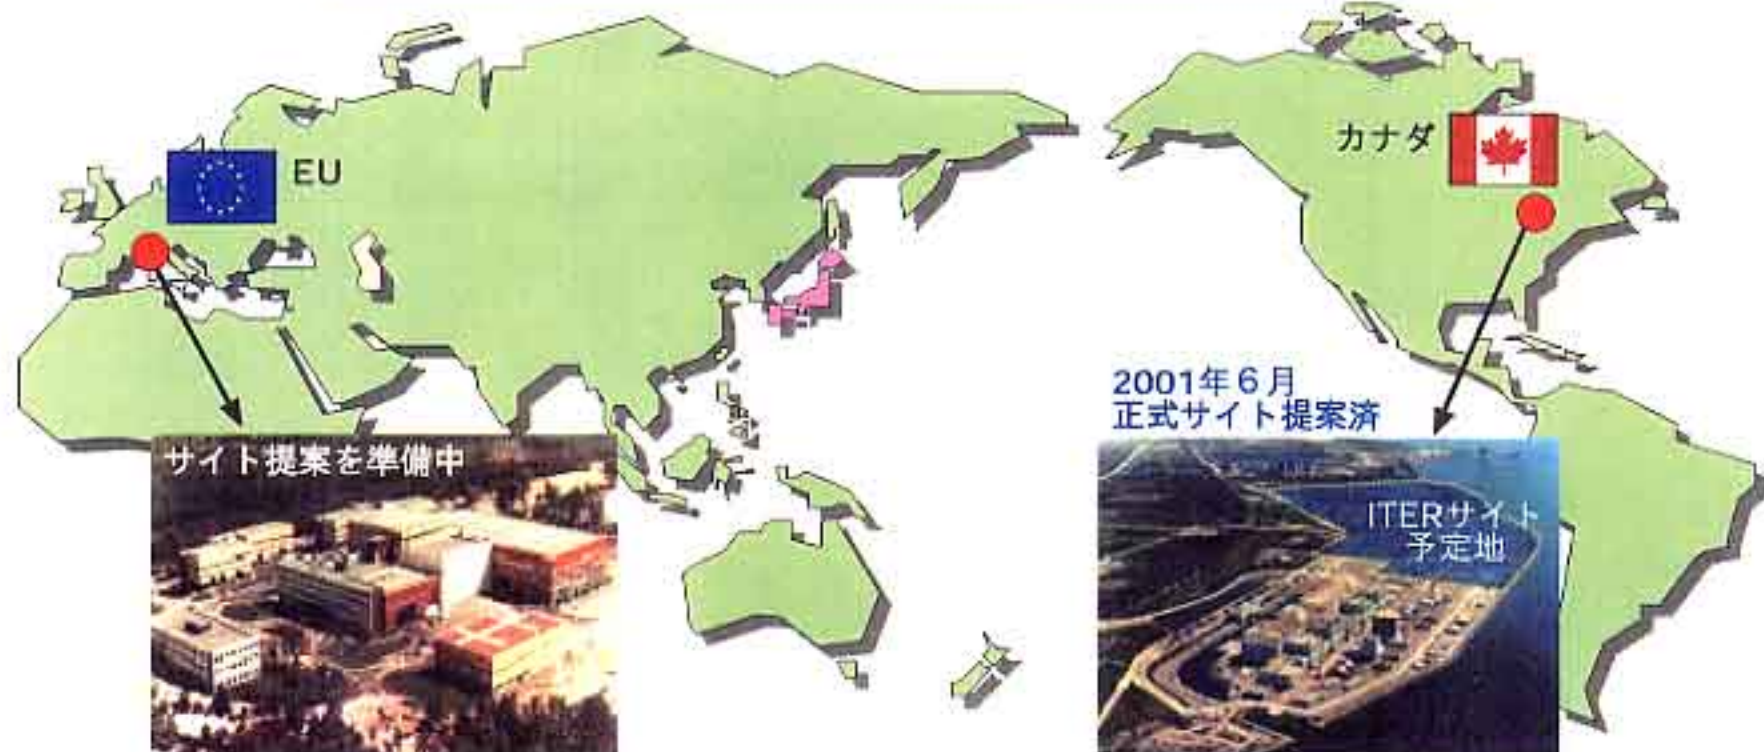 EU
カナダ
2001年6月
正式サイト提案済
サイト提案を準備中
ITERサイト
予定地